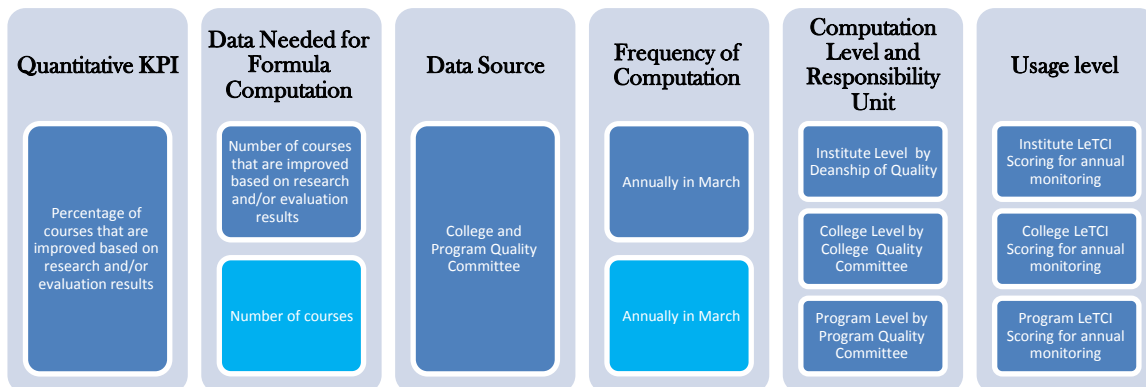 Quantitative KPI
Percentage of
courses that are
improved based on
research and/or
evaluation results
Data Needed for
Formula
Computation
Number of courses
that are improved
based on research
and/or evaluation
results
Number of courses
Data Source
College and
Program Quality
Committee
Frequency of
Computation
Annually in March
Annually in March
Computation
Level and
Responsibility
Unit
Institute Level by
Deanship of Quality
College Level by
College Quality
Committee
Program Level by
Program Quality
Committee
Usage level
Institute LeTCI
Scoring for annual
monitoring
College LeTCI
Scoring for annual
monitoring
Program LeTCI
Scoring for annual
monitoring